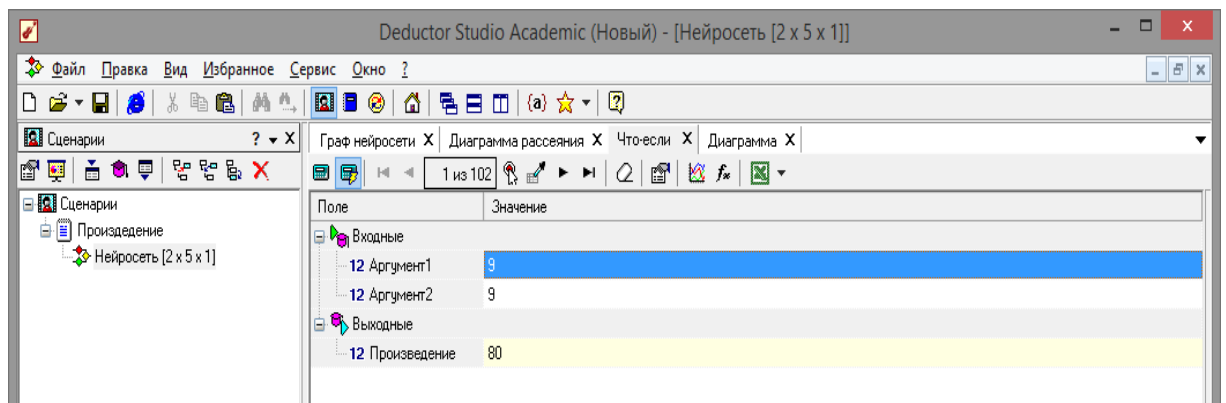 Deductor Studio Academic (Новый) - [Нейросеть [2 x 5 x 1]]
Файл Правка Вид Избранное Сервис Окно ?
Сценарии ? X
Граф нейросети X Диаграмма рассеяния X Что-если X Диаграмма X
1 из 102
Сценарии
Произдедение
Нейросеть [2 x 5 x 1]
Поле Значение
Входные
12 Аргумент1 9
12 Аргумент2 9
Выходные
12 Произведение 80